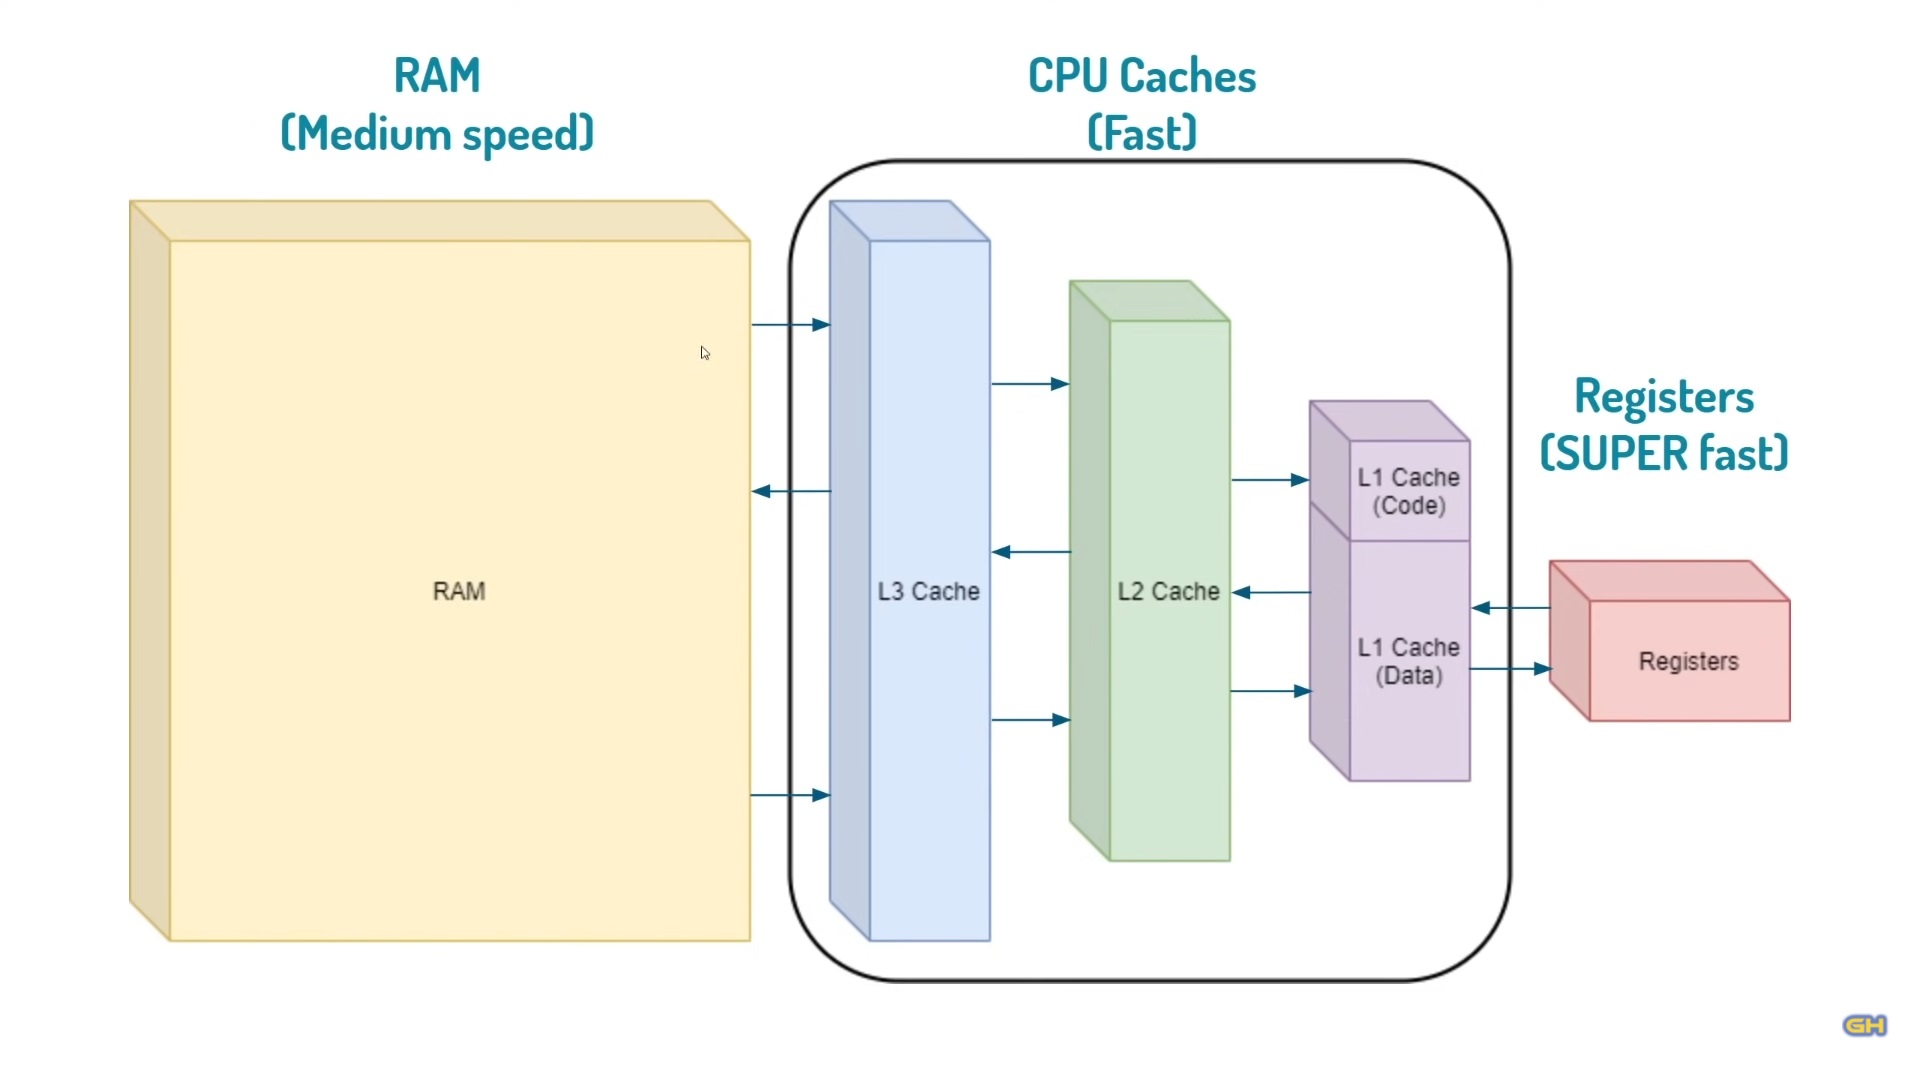 RAM
(Medium speed)
CPU Caches
(Fast)
Registers
(SUPER fast)
RAM
L3 Cache
L2 Cache
L1 Cache
(Code)
L1 Cache
(Data)
Registers
GH